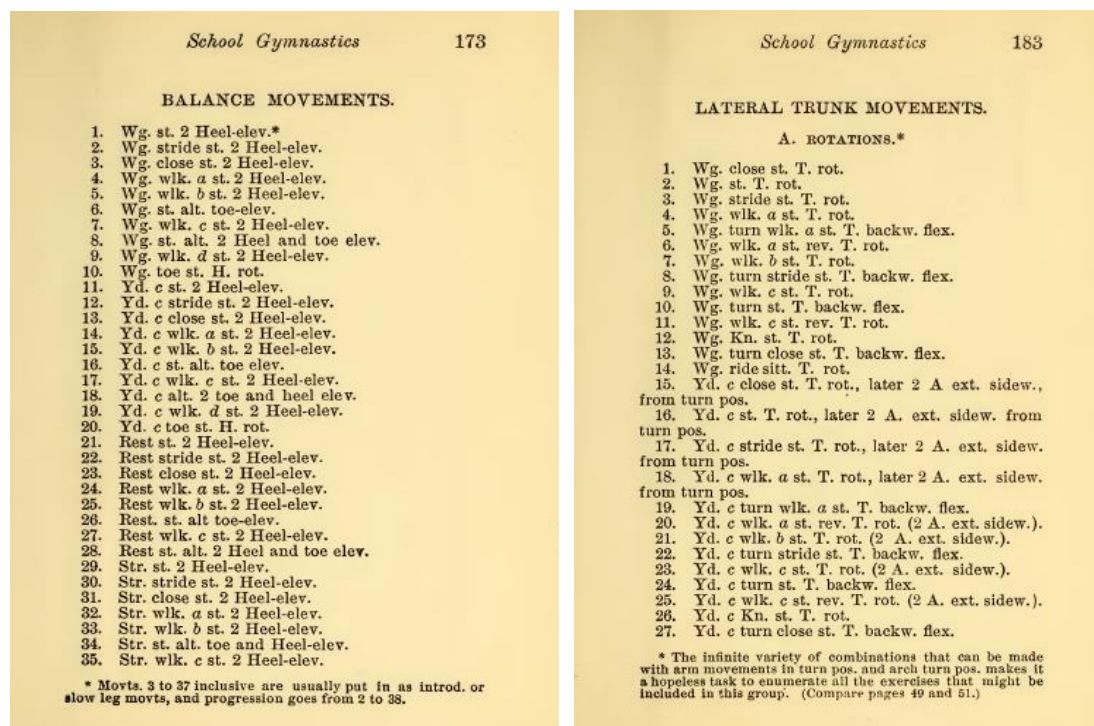 School Gymnastics 173
BALANCE MOVEMENTS.
1. Wg. st. 2 Heel-elev.*
2. Wg. stride st. 2 Heel-elev.
3. Wg. close st. 2 Heel-elev.
4. Wg. wlk. a st. 2 Heel-elev.
5. Wg. wlk. b st. 2 Heel-elev.
6. Wg. st. alt. toe-elev.
7. Wg. wlk. c st. 2 Heel-elev.
8. Wg. st. alt. 2 Heel and toe elev.
9. Wg. wlk. d st. 2 Heel-elev.
10. Wg. toe st. H. rot.
11. Yd. c st. 2 Heel-elev.
12. Yd. c stride st. 2 Heel-elev.
13. Yd. c close st. 2 Heel-elev.
14. Yd. c wlk. a st. 2 Heel-elev.
15. Yd. c wlk. b st. 2 Heel-elev.
16. Yd. c st. alt. toe elev.
17. Yd. c wlk. c st. 2 Heel-elev.
18. Yd. c alt. 2 toe and heel elev.
19. Yd. c wlk. d st. 2 Heel-elev.
20. Yd. c toe st. H. rot.
21. Rest st. 2 Heel-elev.
22. Rest stride st. 2 Heel-elev.
23. Rest close st. 2 Heel-elev.
24. Rest wlk. a st. 2 Heel-elev.
25. Rest wlk. b st. 2 Heel-elev.
26. Rest. st. alt toe-elev.
27. Rest wlk. c st. 2 Heel-elev.
28. Rest st. alt. 2 Heel and toe elev.
29. Str. st. 2 Heel-elev.
30. Str. stride st. 2 Heel-elev.
31. Str. close st. 2 Heel-elev.
32. Str. wlk. a st. 2 Heel-elev.
33. Str. wlk. b st. 2 Heel-elev.
34. Str. st. alt. toe and Heel-elev.
35. Str. wlk. c st. 2 Heel-elev.
* Movts. 3 to 37 inclusive are usually put in as introd. or
slow leg movts, and progression goes from 2 to 38.
School Gymnastics 183
LATERAL TRUNK MOVEMENTS.
A. ROTATIONS.*
1. Wg. close st. T. rot.
2. Wg. st. T. rot.
3. Wg. stride st. T. rot.
4. Wg. wlk. a st. T. rot.
5. Wg. turn wlk. a st. T. backw. flex.
6. Wg. wlk. a st. rev. T. rot.
7. Wg. wlk. b st. T. rot.
8. Wg. turn stride st. T. backw. flex.
9. Wg. wlk. c st. T. rot.
10. Wg. turn st. T. backw. flex.
11. Wg. wlk. c st. rev. T. rot.
12. Wg. Kn. st. T. rot.
13. Wg. turn close st. T. backw. flex.
14. Wg. ride sitt. T. rot.
15. Yd. c close st. T. rot., later 2 A ext. sidew.,
from turn pos.
16. Yd. c st. T. rot., later 2 A. ext. sidew. from
turn pos.
17. Yd. c stride st. T. rot., later 2 A. ext. sidew.
from turn pos.
18. Yd. c wlk. a st. T. rot., later 2 A. ext. sidew.
from turn pos.
19. Yd. c turn wlk. a st. T. backw. flex.
20. Yd. c wlk. a st. rev. T. rot. (2 A. ext. sidew.).
21. Yd. c wlk. b st. T. rot. (2 A. ext. sidew.).
22. Yd. c turn stride st. T. backw. flex.
23. Yd. c wlk. c st. T. rot. (2 A. ext. sidew.).
24. Yd. c turn st. T. backw. flex.
25. Yd. c wlk. c st. rev. T. rot. (2 A. ext. sidew.).
26. Yd. c Kn. st. T. rot.
27. Yd. c turn close st. T. backw. flex.
* The infinite variety of combinations that can be made
with arm movements in turn pos. and arch turn pos. makes it
a hopeless task to enumerate all the exercises that might be
included in this group. (Compare pages 49 and 51.)